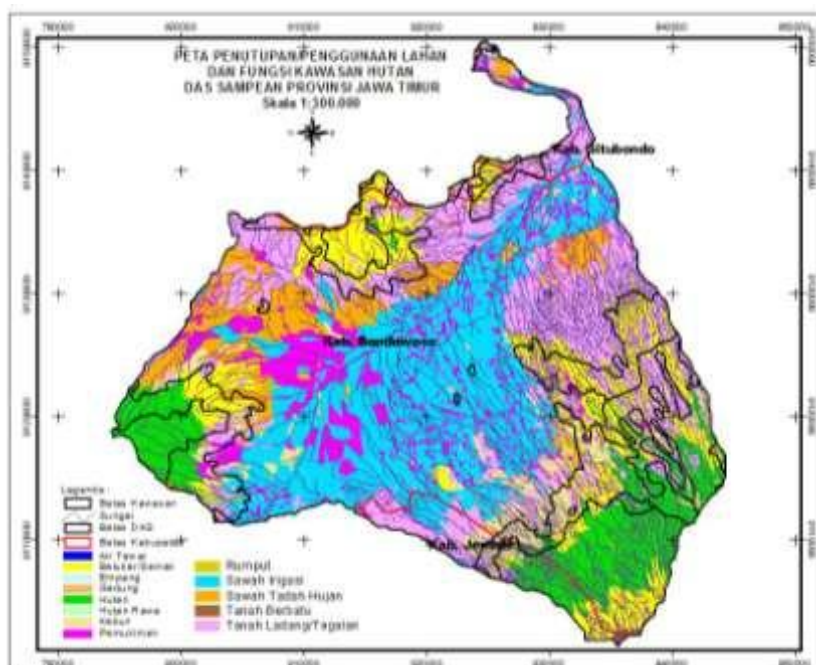 PETA PENUTUPAN/PENGGUNAAN LAHAN
DAN FUNGSI KAWASAN HUTAN
DAS SAMPEAN PROVINSI JAWA TIMUR
Skala 1:300.000
Kab. Situbondo
Kab. Bondowoso
Kab. Jember
Legenda :
Batas Kawasan
Sungai
Batas DAS
Batas Kabupaten
Air Tawar
Belukar/Semak
Empang
Gedung
Hutan
Hutan Rawa
Kebun
Pemukiman
Rumput
Sawah Irigasi
Sawah Tadah Hujan
Tanah Berbatu
Tanah Ladang/Tegalan